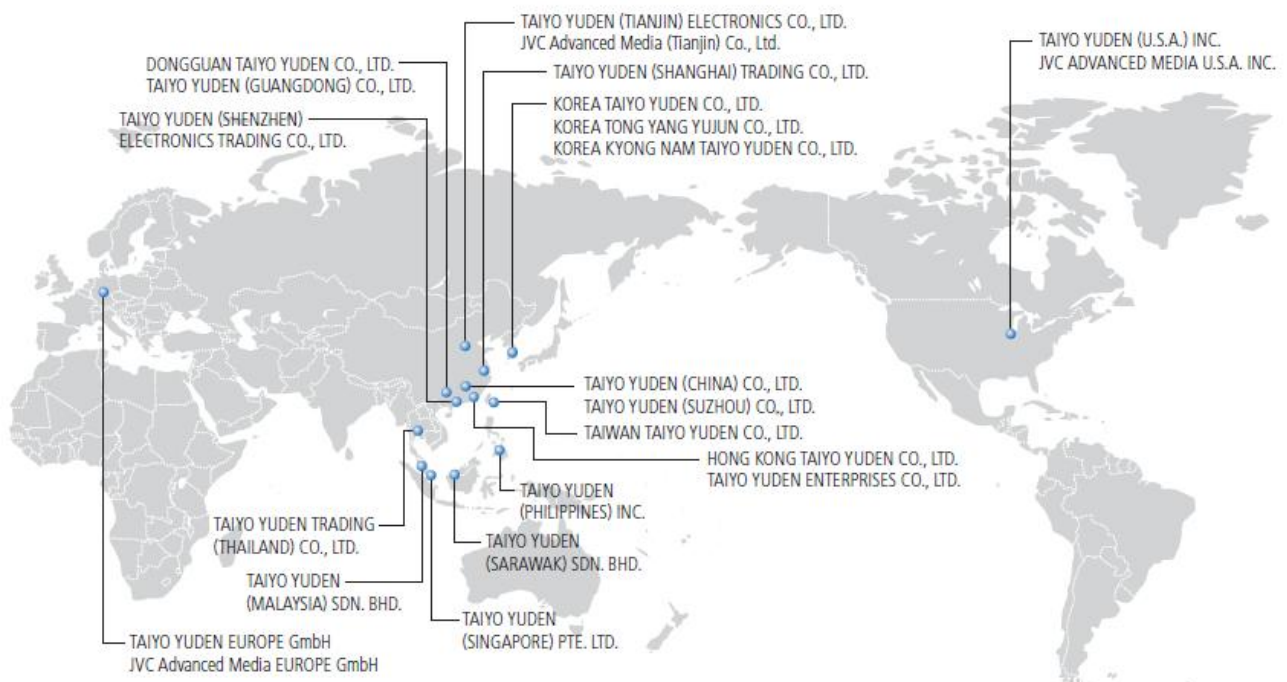 TAIYO YUDEN (TIANJIN) ELECTRONICS CO., LTD.
JVC Advanced Media (Tianjin) Co., Ltd.
TAIYO YUDEN (U.S.A.) INC.
JVC ADVANCED MEDIA U.S.A. INC.
DONGGUAN TAIYO YUDEN CO., LTD.
TAIYO YUDEN (GUANGDONG) CO., LTD.
TAIYO YUDEN (SHANGHAI) TRADING CO., LTD.
TAIYO YUDEN (SHENZHEN)
ELECTRONICS TRADING CO., LTD.
KOREA TAIYO YUDEN CO., LTD.
KOREA TONG YANG YUJUN CO., LTD.
KOREA KYONG NAM TAIYO YUDEN CO., LTD.
TAIYO YUDEN (CHINA) CO., LTD.
TAIYO YUDEN (SUZHOU) CO., LTD.
TAIWAN TAIYO YUDEN CO., LTD.
HONG KONG TAIYO YUDEN CO., LTD.
TAIYO YUDEN ENTERPRISES CO., LTD.
TAIYO YUDEN
(PHILIPPINES) INC.
TAIYO YUDEN TRADING
(THAILAND) CO., LTD.
TAIYO YUDEN
(SARAWAK) SDN. BHD.
TAIYO YUDEN
(MALAYSIA) SDN. BHD.
TAIYO YUDEN
(SINGAPORE) PTE. LTD.
TAIYO YUDEN EUROPE GmbH
JVC Advanced Media EUROPE GmbH